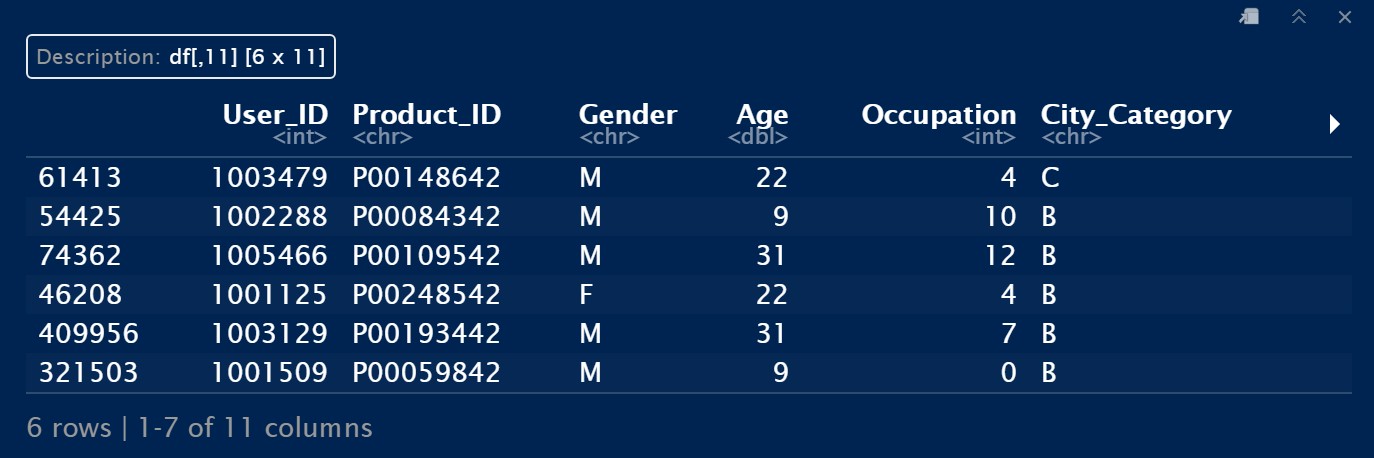 Description: df[,11] [6 x 11]
User_ID Product_ID Gender Age Occupation City_Category
<int> <chr> <chr> <dbl> <int> <chr>
61413 1003479 P00148642 M 22 4 C
54425 1002288 P00084342 M 9 10 B
74362 1005466 P00109542 M 31 12 B
46208 1001125 P00248542 F 22 4 B
409956 1003129 P00193442 M 31 7 B
321503 1001509 P00059842 M 9 0 B
6 rows | 1-7 of 11 columns